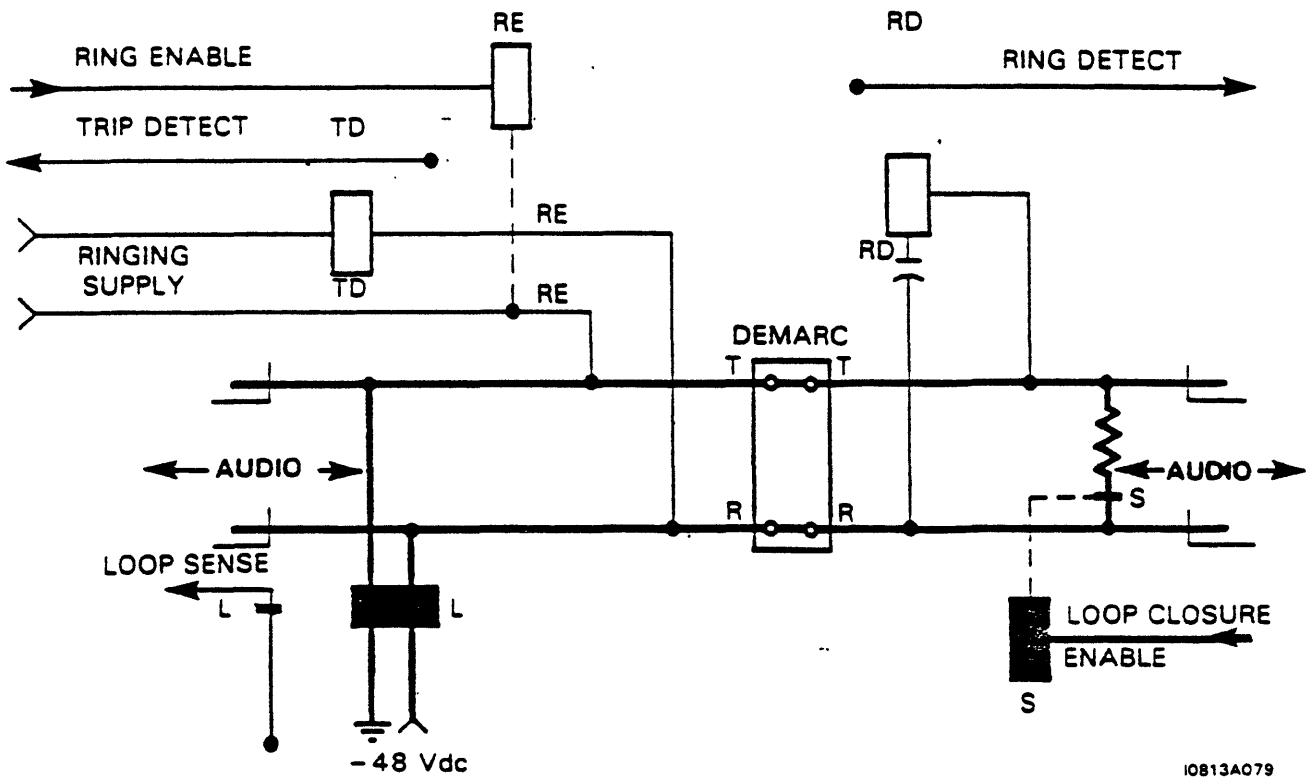 RE
RD
RING ENABLE
RING DETECT
TRIP DETECT
TD
RE
RINGING
SUPPLY
TD
RE
RD
DEMARC
T
T
AUDIO
AUDIO
S
R
R
LOOP SENSE
L
L
LOOP CLOSURE
ENABLE
S
-48 Vdc
I0813A079